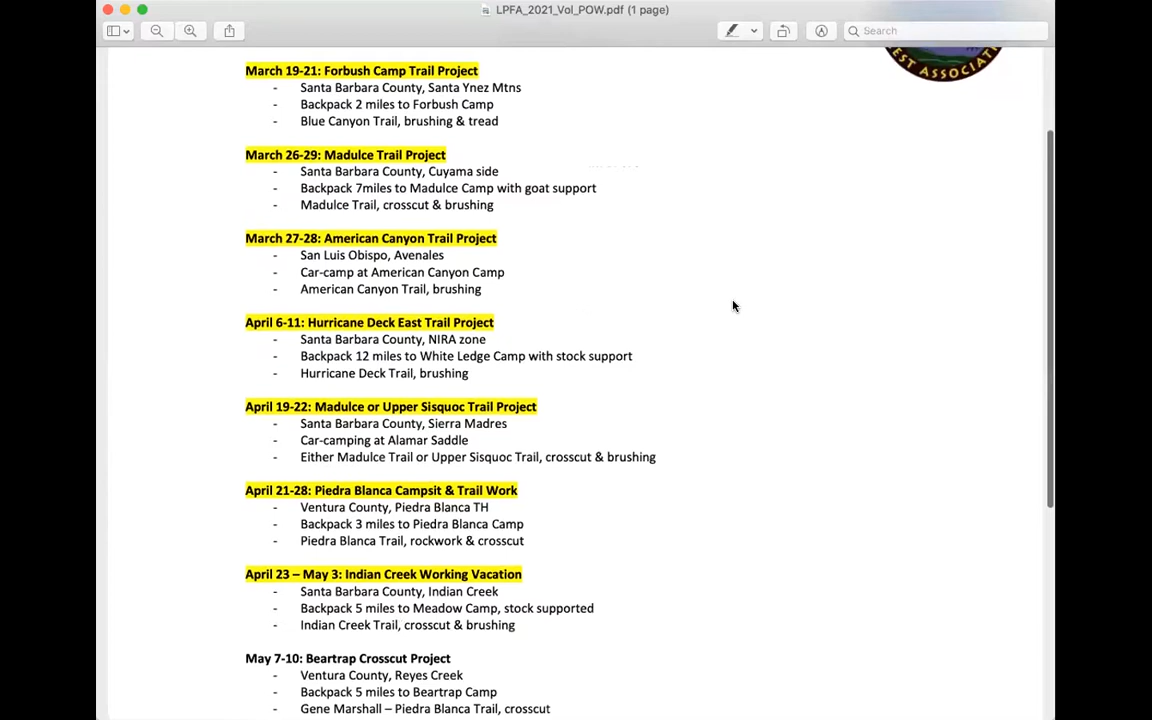 LPFA_2021_Vol_POW.pdf (1 page)
Search
EST ASSOCIAT
March 19-21: Forbush Camp Trail Project
- Santa Barbara County, Santa Ynez Mtns
- Backpack 2 miles to Forbush Camp
- Blue Canyon Trail, brushing & tread
March 26-29: Madulce Trail Project
- Santa Barbara County, Cuyama side
- Backpack 7miles to Madulce Camp with goat support
- Madulce Trail, crosscut & brushing
March 27-28: American Canyon Trail Project
- San Luis Obispo, Avenales
- Car-camp at American Canyon Camp
- American Canyon Trail, brushing
April 6-11: Hurricane Deck East Trail Project
- Santa Barbara County, NIRA zone
- Backpack 12 miles to White Ledge Camp with stock support
- Hurricane Deck Trail, brushing
April 19-22: Madulce or Upper Sisquoc Trail Project
- Santa Barbara County, Sierra Madres
- Car-camping at Alamar Saddle
- Either Madulce Trail or Upper Sisquoc Trail, crosscut & brushing
April 21-28: Piedra Blanca Campsit & Trail Work
- Ventura County, Piedra Blanca TH
- Backpack 3 miles to Piedra Blanca Camp
- Piedra Blanca Trail, rockwork & crosscut
April 23 – May 3: Indian Creek Working Vacation
- Santa Barbara County, Indian Creek
- Backpack 5 miles to Meadow Camp, stock supported
- Indian Creek Trail, crosscut & brushing
May 7-10: Beartrap Crosscut Project
- Ventura County, Reyes Creek
- Backpack 5 miles to Beartrap Camp
- Gene Marshall – Piedra Blanca Trail, crosscut